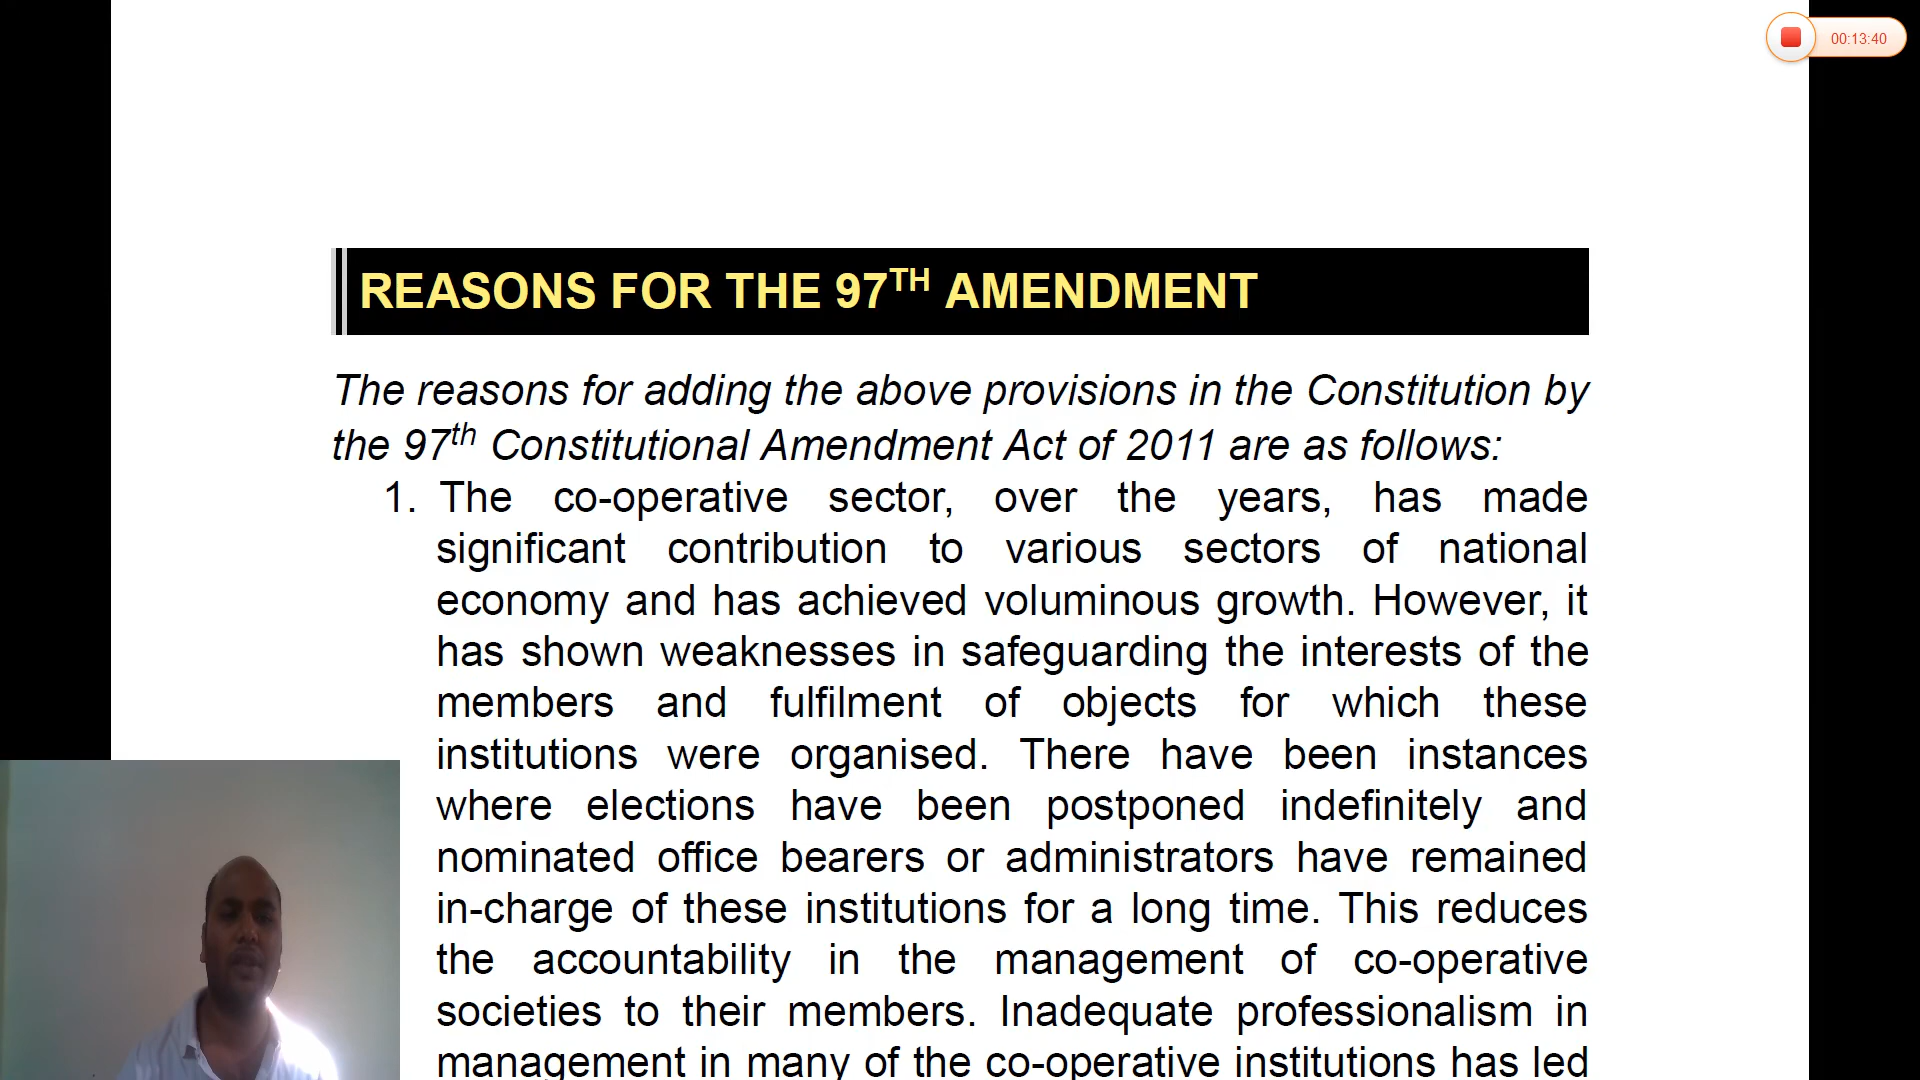 00:13:40
REASONS FOR THE 97TH AMENDMENT
The reasons for adding the above provisions in the Constitution by
the 97th Constitutional Amendment Act of 2011 are as follows:
1. The co-operative sector, over the years, has made
significant contribution to various sectors of national
economy and has achieved voluminous growth. However, it
has shown weaknesses in safeguarding the interests of the
members and fulfilment of objects for which these
institutions were organised. There have been instances
where elections have been postponed indefinitely and
nominated office bearers or administrators have remained
in-charge of these institutions for a long time. This reduces
the accountability in the management of co-operative
societies to their members. Inadequate professionalism in
management in many of the co-operative institutions has led